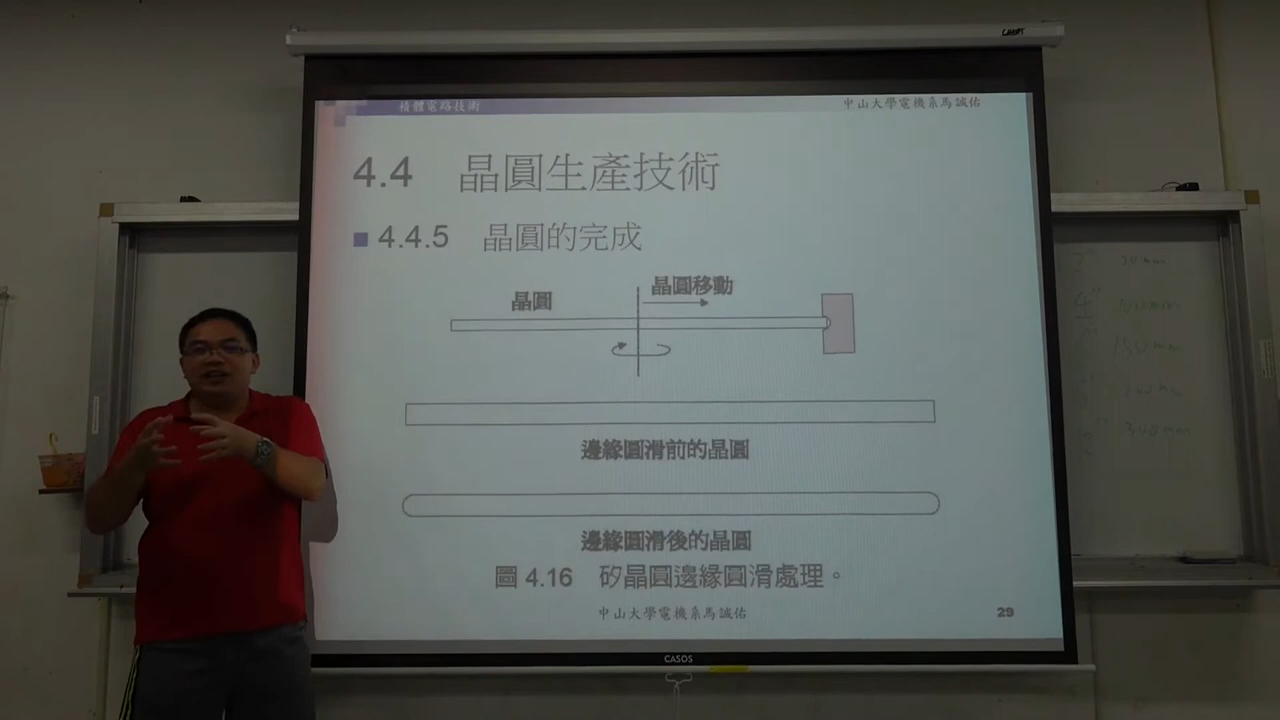 積體電路技術
中山大學電機系馬誠佑
4.4 晶圓生產技術
4.4.5 晶圓的完成
晶圓移動
晶圓
邊緣圓滑前的晶圓
邊緣圓滑後的晶圓
圖 4.16 矽晶圓邊緣圓滑處理。
中山大學電機系馬誠佑
29
CASOS